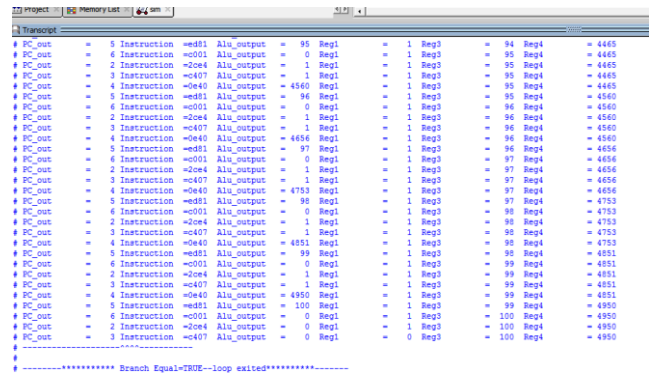 Project Memory List sim
Transcript
# PC_out = 5 Instruction =ed81 Alu_output = 95 Reg1 = 1 Reg3 = 94 Reg4 = 4465
# PC_out = 6 Instruction =c001 Alu_output = 0 Reg1 = 1 Reg3 = 95 Reg4 = 4465
# PC_out = 2 Instruction =2ce4 Alu_output = 1 Reg1 = 1 Reg3 = 95 Reg4 = 4465
# PC_out = 3 Instruction =c407 Alu_output = 1 Reg1 = 1 Reg3 = 95 Reg4 = 4465
# PC_out = 4 Instruction =0e40 Alu_output = 4560 Reg1 = 1 Reg3 = 95 Reg4 = 4465
# PC_out = 5 Instruction =ed81 Alu_output = 96 Reg1 = 1 Reg3 = 95 Reg4 = 4560
# PC_out = 6 Instruction =c001 Alu_output = 0 Reg1 = 1 Reg3 = 96 Reg4 = 4560
# PC_out = 2 Instruction =2ce4 Alu_output = 1 Reg1 = 1 Reg3 = 96 Reg4 = 4560
# PC_out = 3 Instruction =c407 Alu_output = 1 Reg1 = 1 Reg3 = 96 Reg4 = 4560
# PC_out = 4 Instruction =0e40 Alu_output = 4656 Reg1 = 1 Reg3 = 96 Reg4 = 4560
# PC_out = 5 Instruction =ed81 Alu_output = 97 Reg1 = 1 Reg3 = 96 Reg4 = 4656
# PC_out = 6 Instruction =c001 Alu_output = 0 Reg1 = 1 Reg3 = 97 Reg4 = 4656
# PC_out = 2 Instruction =2ce4 Alu_output = 1 Reg1 = 1 Reg3 = 97 Reg4 = 4656
# PC_out = 3 Instruction =c407 Alu_output = 1 Reg1 = 1 Reg3 = 97 Reg4 = 4656
# PC_out = 4 Instruction =0e40 Alu_output = 4753 Reg1 = 1 Reg3 = 97 Reg4 = 4656
# PC_out = 5 Instruction =ed81 Alu_output = 98 Reg1 = 1 Reg3 = 97 Reg4 = 4753
# PC_out = 6 Instruction =c001 Alu_output = 0 Reg1 = 1 Reg3 = 98 Reg4 = 4753
# PC_out = 2 Instruction =2ce4 Alu_output = 1 Reg1 = 1 Reg3 = 98 Reg4 = 4753
# PC_out = 3 Instruction =c407 Alu_output = 1 Reg1 = 1 Reg3 = 98 Reg4 = 4753
# PC_out = 4 Instruction =0e40 Alu_output = 4851 Reg1 = 1 Reg3 = 98 Reg4 = 4753
# PC_out = 5 Instruction =ed81 Alu_output = 99 Reg1 = 1 Reg3 = 98 Reg4 = 4851
# PC_out = 6 Instruction =c001 Alu_output = 0 Reg1 = 1 Reg3 = 99 Reg4 = 4851
# PC_out = 2 Instruction =2ce4 Alu_output = 1 Reg1 = 1 Reg3 = 99 Reg4 = 4851
# PC_out = 3 Instruction =c407 Alu_output = 1 Reg1 = 1 Reg3 = 99 Reg4 = 4851
# PC_out = 4 Instruction =0e40 Alu_output = 4950 Reg1 = 1 Reg3 = 99 Reg4 = 4851
# PC_out = 5 Instruction =ed81 Alu_output = 100 Reg1 = 1 Reg3 = 99 Reg4 = 4950
# PC_out = 6 Instruction =c001 Alu_output = 0 Reg1 = 1 Reg3 = 100 Reg4 = 4950
# PC_out = 2 Instruction =2ce4 Alu_output = 0 Reg1 = 1 Reg3 = 100 Reg4 = 4950
# PC_out = 3 Instruction =c407 Alu_output = 0 Reg1 = 0 Reg3 = 100 Reg4 = 4950
# --------------------^^^^-----------
#
# --------*********** Branch Equal=TRUE--loop exited**********-------